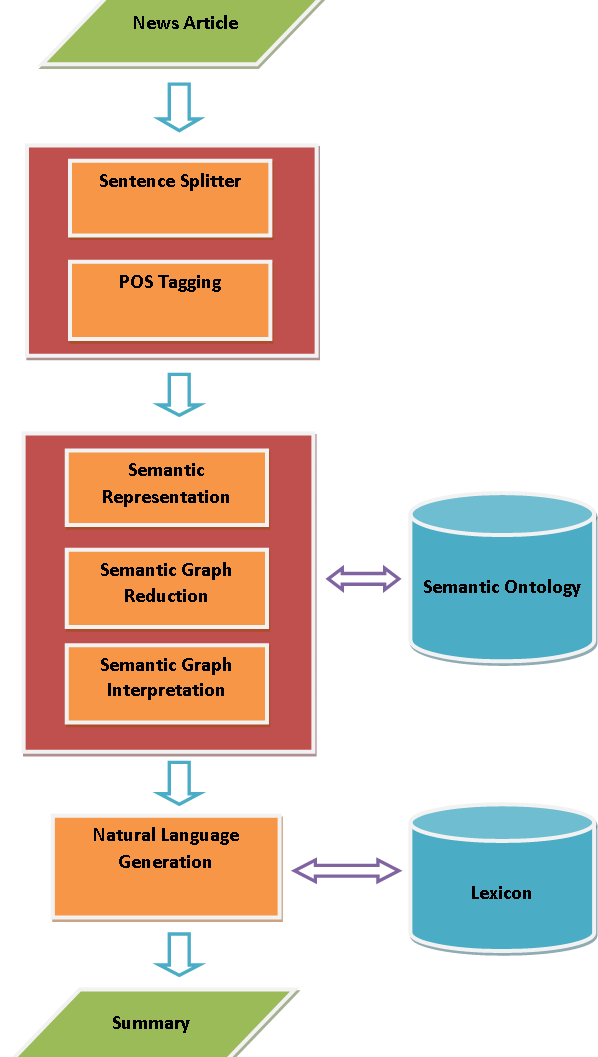 News Article
Sentence Splitter
POS Tagging
Semantic
Representation
Semantic Graph
Reduction
Semantic Graph
Interpretation
Semantic Ontology
Natural Language
Generation
Lexicon
Summary